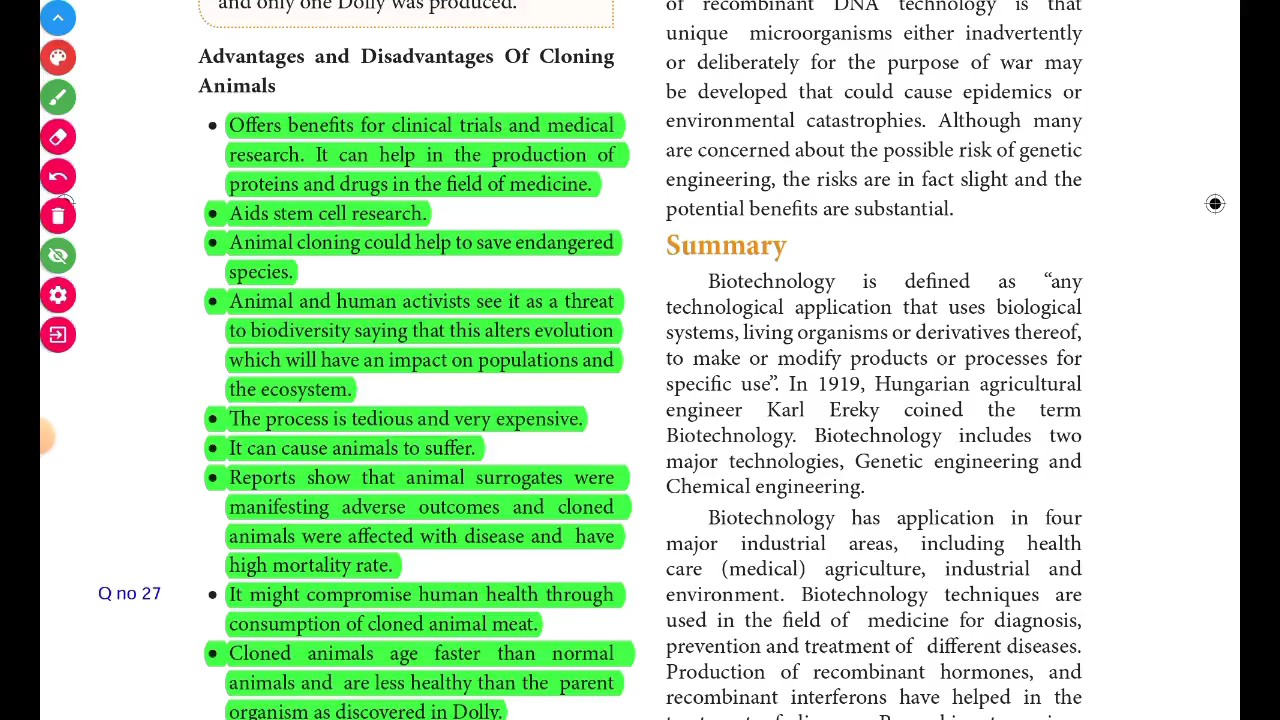 and only one Dolly was produced.
Advantages and Disadvantages Of Cloning
Animals
• Offers benefits for clinical trials and medical
research. It can help in the production of
proteins and drugs in the field of medicine.
• Aids stem cell research.
• Animal cloning could help to save endangered
species.
• Animal and human activists see it as a threat
to biodiversity saying that this alters evolution
which will have an impact on populations and
the ecosystem.
• The process is tedious and very expensive.
• It can cause animals to suffer.
• Reports show that animal surrogates were
manifesting adverse outcomes and cloned
animals were affected with disease and have
high mortality rate.
Q no 27
• It might compromise human health through
consumption of cloned animal meat.
• Cloned animals age faster than normal
animals and are less healthy than the parent
organism as discovered in Dolly.
of recombinant DNA technology is that
unique microorganisms either inadvertently
or deliberately for the purpose of war may
be developed that could cause epidemics or
environmental catastrophies. Although many
are concerned about the possible risk of genetic
engineering, the risks are in fact slight and the
potential benefits are substantial.
Summary
Biotechnology is defined as “any
technological application that uses biological
systems, living organisms or derivatives thereof,
to make or modify products or processes for
specific use”. In 1919, Hungarian agricultural
engineer Karl Ereky coined the term
Biotechnology. Biotechnology includes two
major technologies, Genetic engineering and
Chemical engineering.
Biotechnology has application in four
major industrial areas, including health
care (medical) agriculture, industrial and
environment. Biotechnology techniques are
used in the field of medicine for diagnosis,
prevention and treatment of different diseases.
Production of recombinant hormones, and
recombinant interferons have helped in the